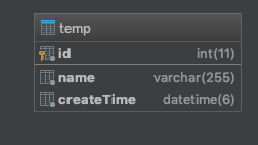 temp
id int(11)
name varchar(255)
createTime datetime(6)